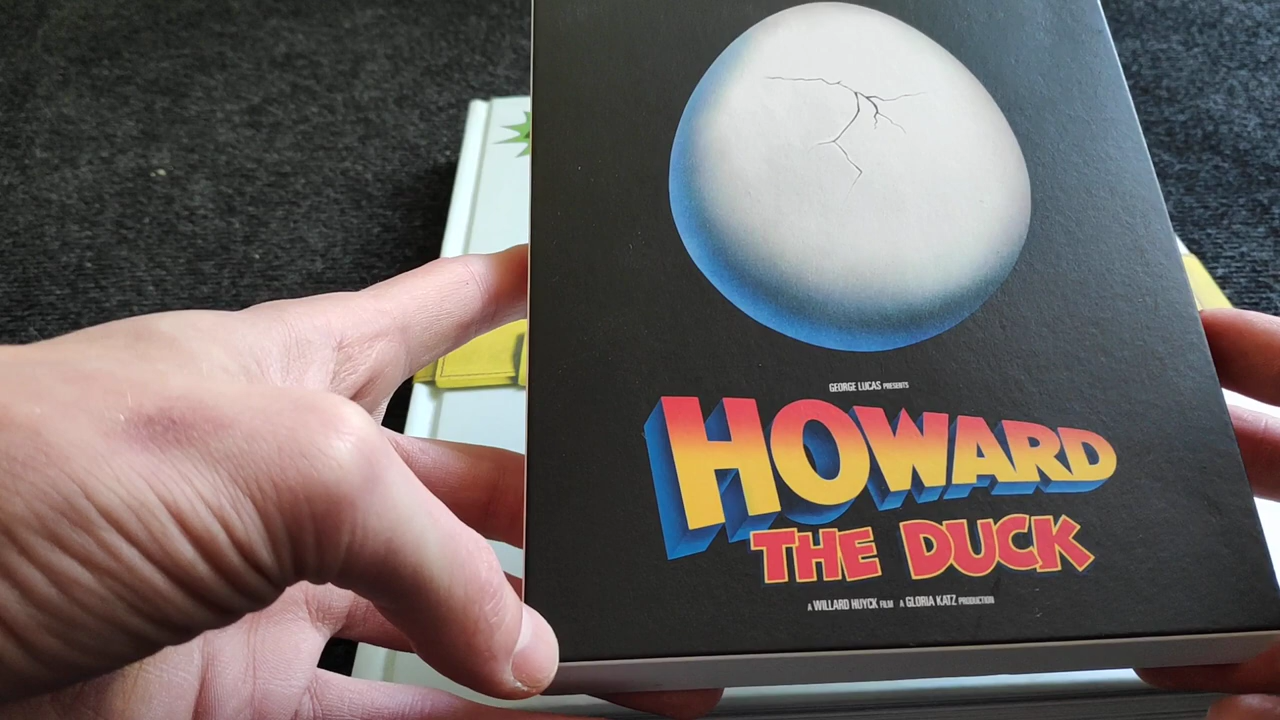 GEORGE LUCAS PRESENTS
HOWARD
THE DUCK
A WILLARD HUYCK FILM A GLORIA KATZ PRODUCTION